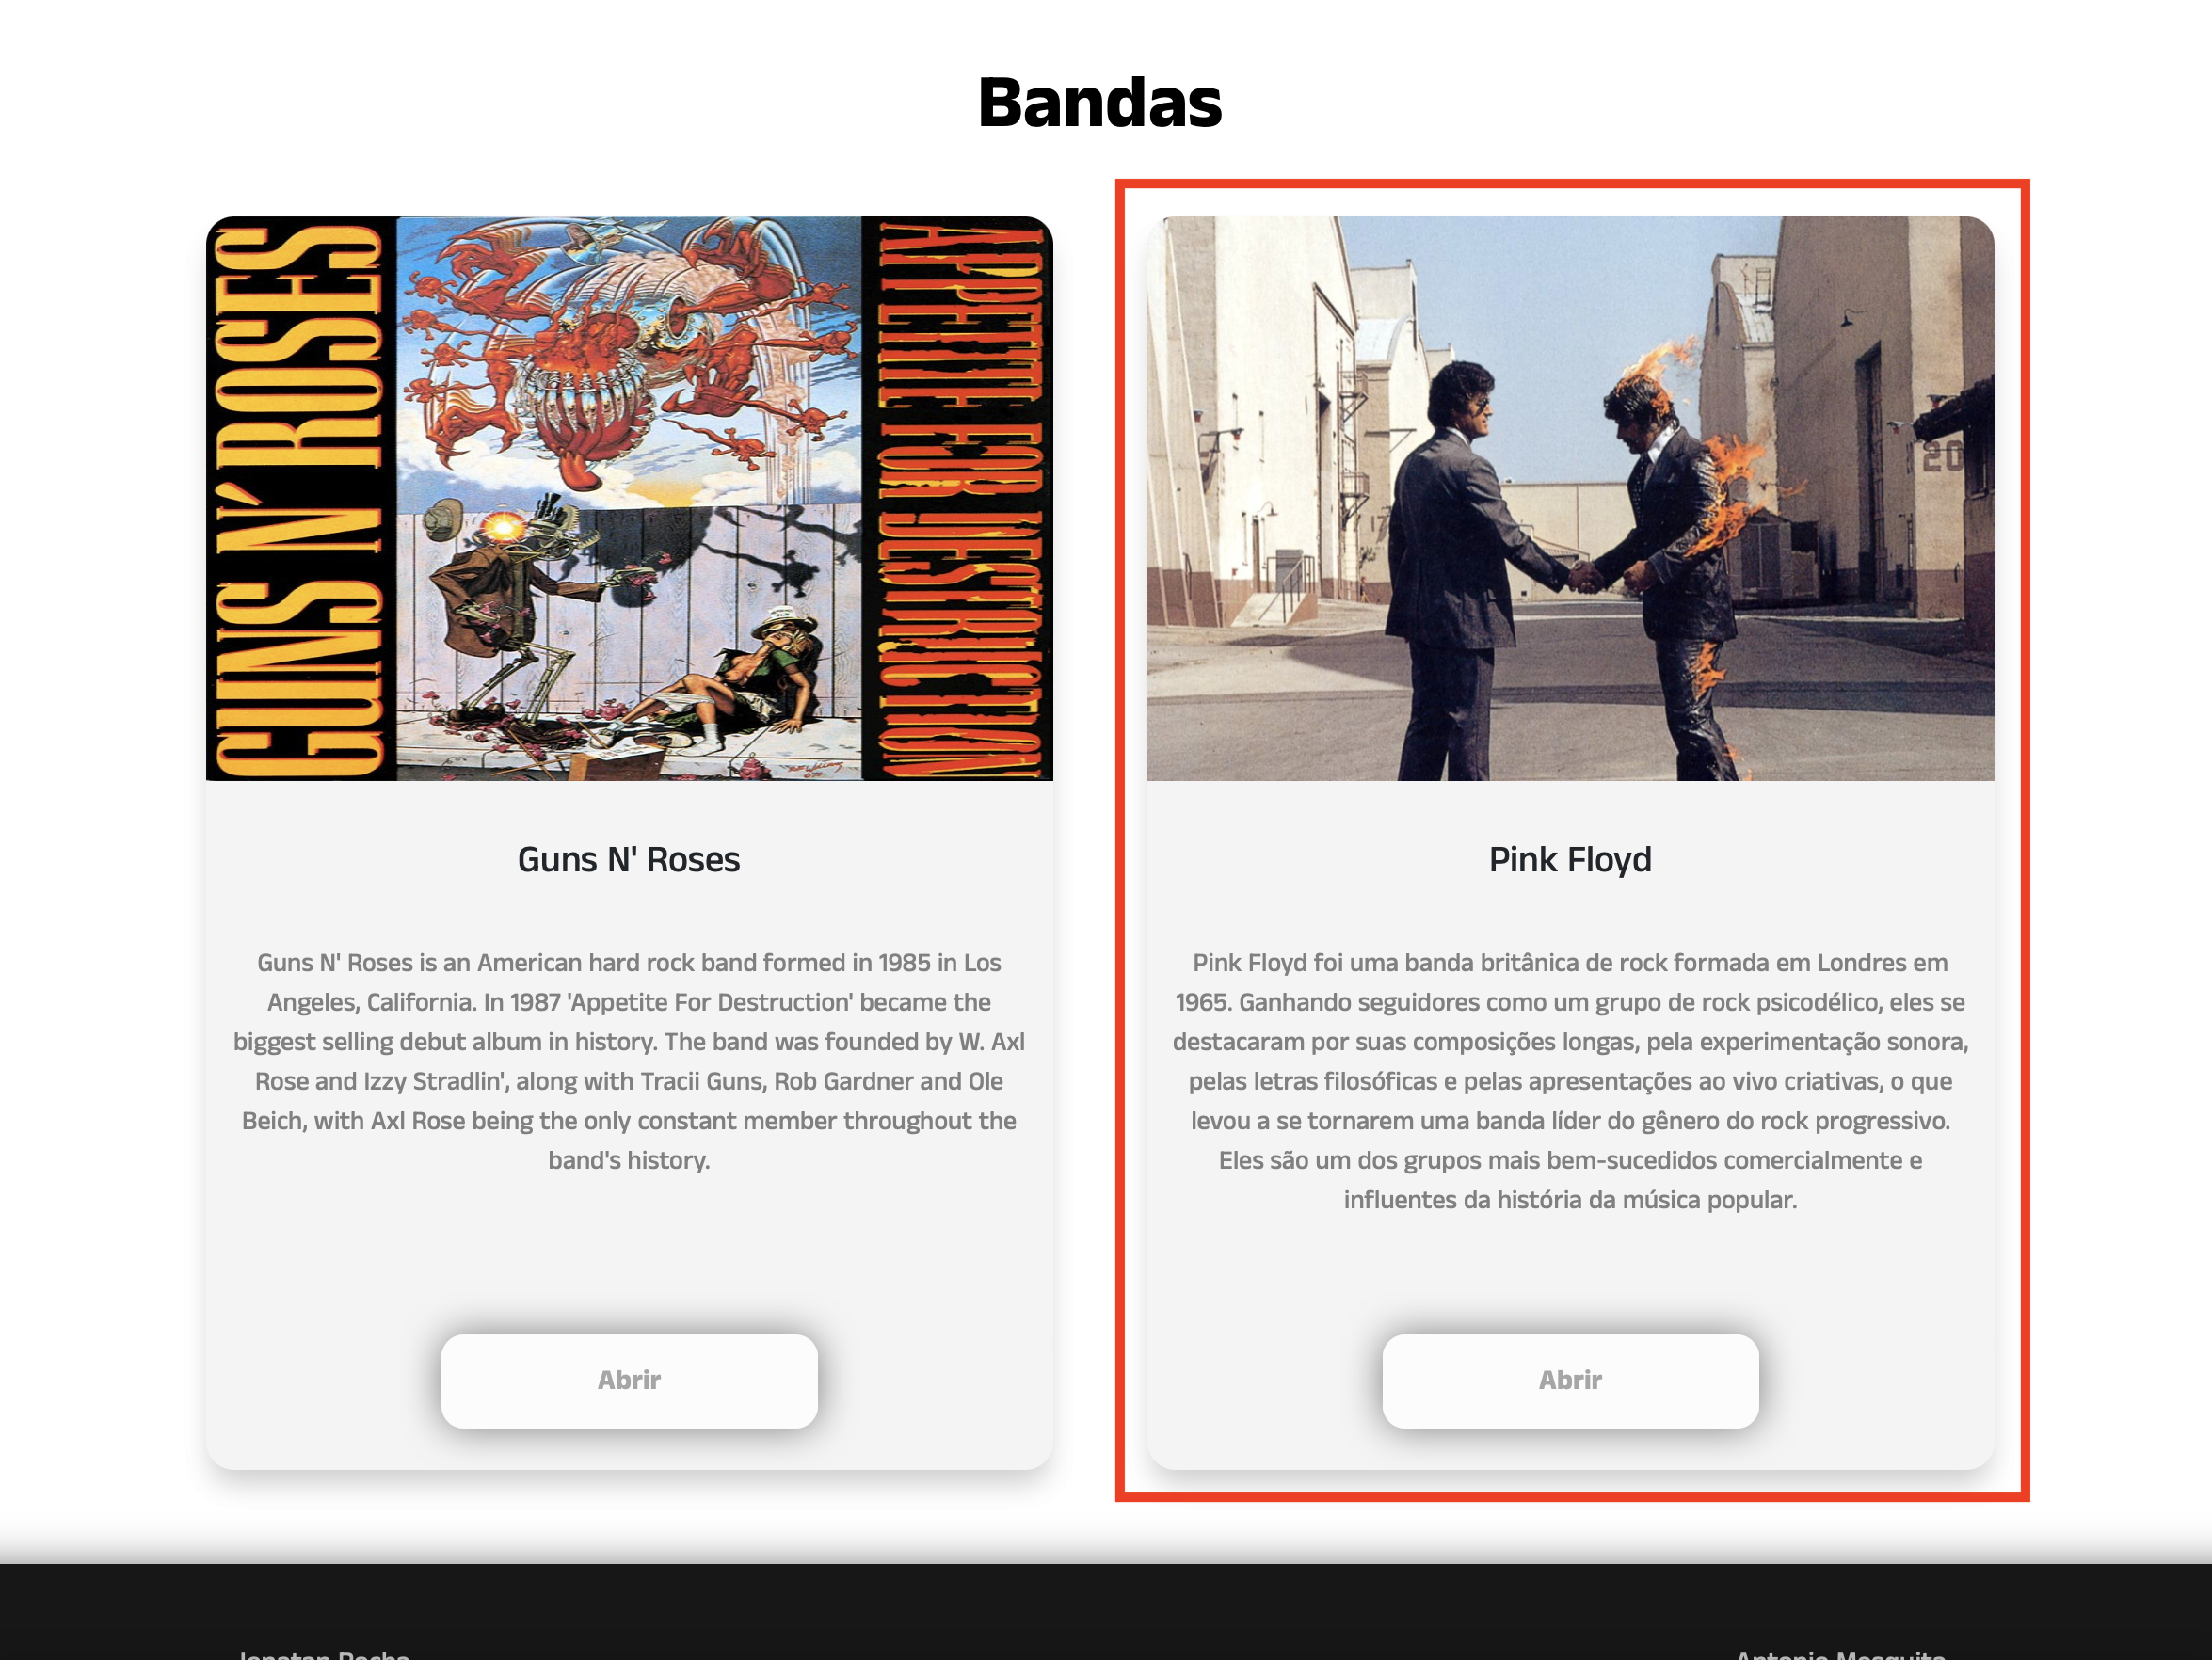 Bandas
GUNS N' ROSES
APPETITE FOR DESTRUCTION
20
17
Guns N' Roses
Guns N' Roses is an American hard rock band formed in 1985 in Los
Angeles, California. In 1987 'Appetite For Destruction' became the
biggest selling debut album in history. The band was founded by W. Axl
Rose and Izzy Stradlin', along with Tracii Guns, Rob Gardner and Ole
Beich, with Axl Rose being the only constant member throughout the
band's history.
Abrir
Pink Floyd
Pink Floyd foi uma banda britânica de rock formada em Londres em
1965. Ganhando seguidores como um grupo de rock psicodélico, eles se
destacaram por suas composições longas, pela experimentação sonora,
pelas letras filosóficas e pelas apresentações ao vivo criativas, o que
levou a se tornarem uma banda líder do gênero do rock progressivo.
Eles são um dos grupos mais bem-sucedidos comercialmente e
influentes da história da música popular.
Abrir
Jonatan Rocha
Antonio Mesquita